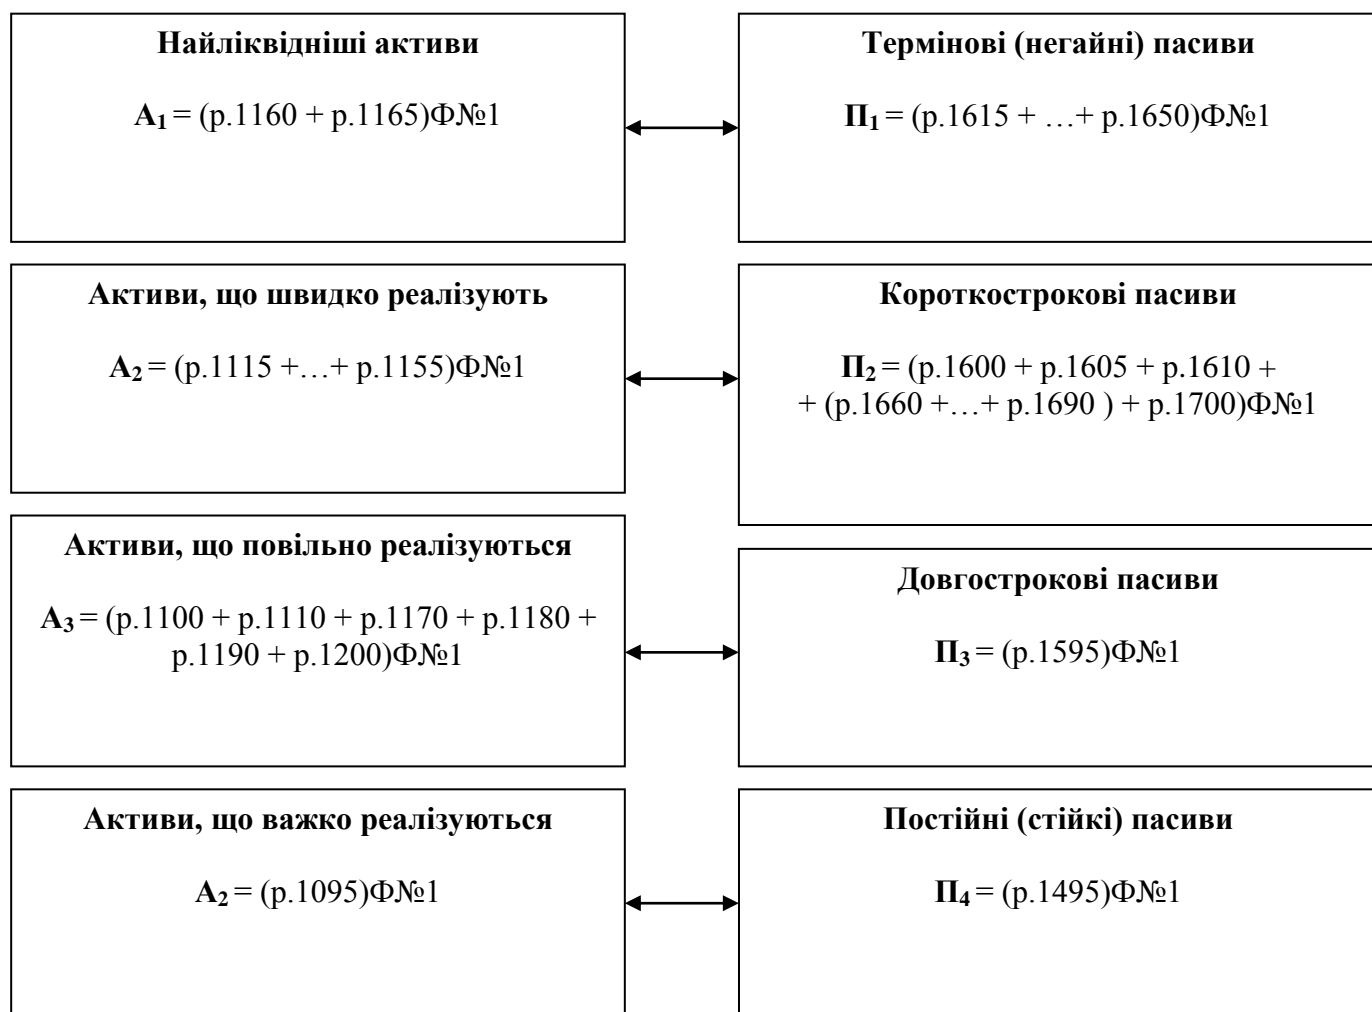 Найліквідніші активи
А₁ = (р.1160 + р.1165)Ф№1
Термінові (негайні) пасиви
П₁ = (р.1615 + …+ р.1650)Ф№1
Активи, що швидко реалізують
А₂ = (р.1115 +…+ р.1155)Ф№1
Короткострокові пасиви
П₂ = (р.1600 + р.1605 + р.1610 +
+ (р.1660 +…+ р.1690 ) + р.1700)Ф№1
Активи, що повільно реалізуються
А₃ = (р.1100 + р.1110 + р.1170 + р.1180 +
р.1190 + р.1200)Ф№1
Довгострокові пасиви
П₃ = (р.1595)Ф№1
Активи, що важко реалізуються
А₂ = (р.1095)Ф№1
Постійні (стійкі) пасиви
П₄ = (р.1495)Ф№1